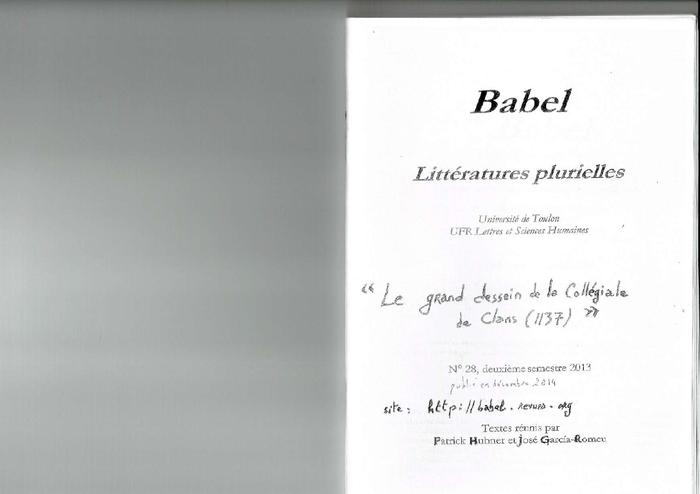 Babel
Littératures plurielles
Université de Toulon
UFR Lettres et Sciences Humaines
“ Le grand dessein de la Collégiale
de Clans (1137) ”
N° 28, deuxième semestre 2013
publié en décembre 2014
site : http://babel.revues.org
Textes réunis par
Patrick Hubner et José García-Romeu